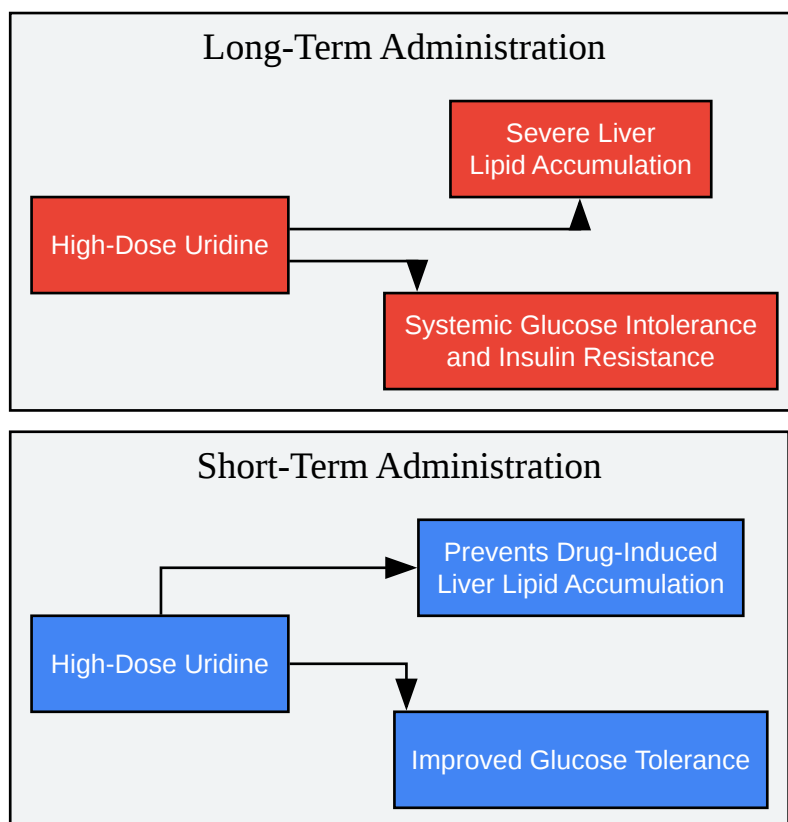 Long-Term Administration
Severe Liver
Lipid Accumulation
High-Dose Uridine
Systemic Glucose Intolerance
and Insulin Resistance
Short-Term Administration
Prevents Drug-Induced
Liver Lipid Accumulation
High-Dose Uridine
Improved Glucose Tolerance